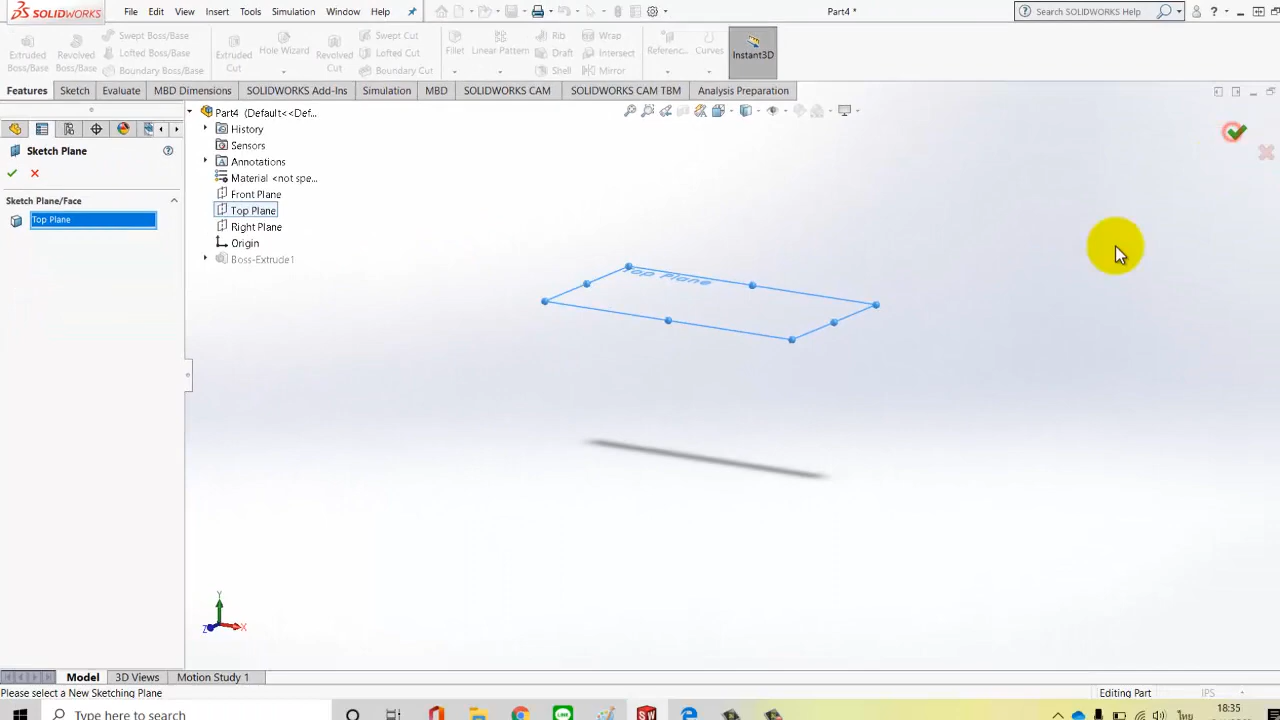 SOLIDWORKS File Edit View Insert Tools Simulation Window Help Part4 * Search SOLIDWORKS Help ?
Extruded Boss/Base
Revolved Boss/Base
Swept Boss/Base
Lofted Boss/Base
Boundary Boss/Base
Extruded Cut
Hole Wizard
Revolved Cut
Swept Cut
Lofted Cut
Boundary Cut
Fillet
Linear Pattern
Rib
Draft
Shell
Wrap
Intersect
Mirror
Referenc...
Curves
Instant3D
Features Sketch Evaluate MBD Dimensions SOLIDWORKS Add-Ins Simulation MBD SOLIDWORKS CAM SOLIDWORKS CAM TBM Analysis Preparation
Sketch Plane
Sketch Plane/Face
Top Plane
Part4 (Default<<Def...
History
Sensors
Annotations
Material <not spe...
Front Plane
Top Plane
Right Plane
Origin
Boss-Extrude1
Top Plane
Y
Z X
Model 3D Views Motion Study 1
Please select a New Sketching Plane Editing Part IPS
Type here to search 18:35